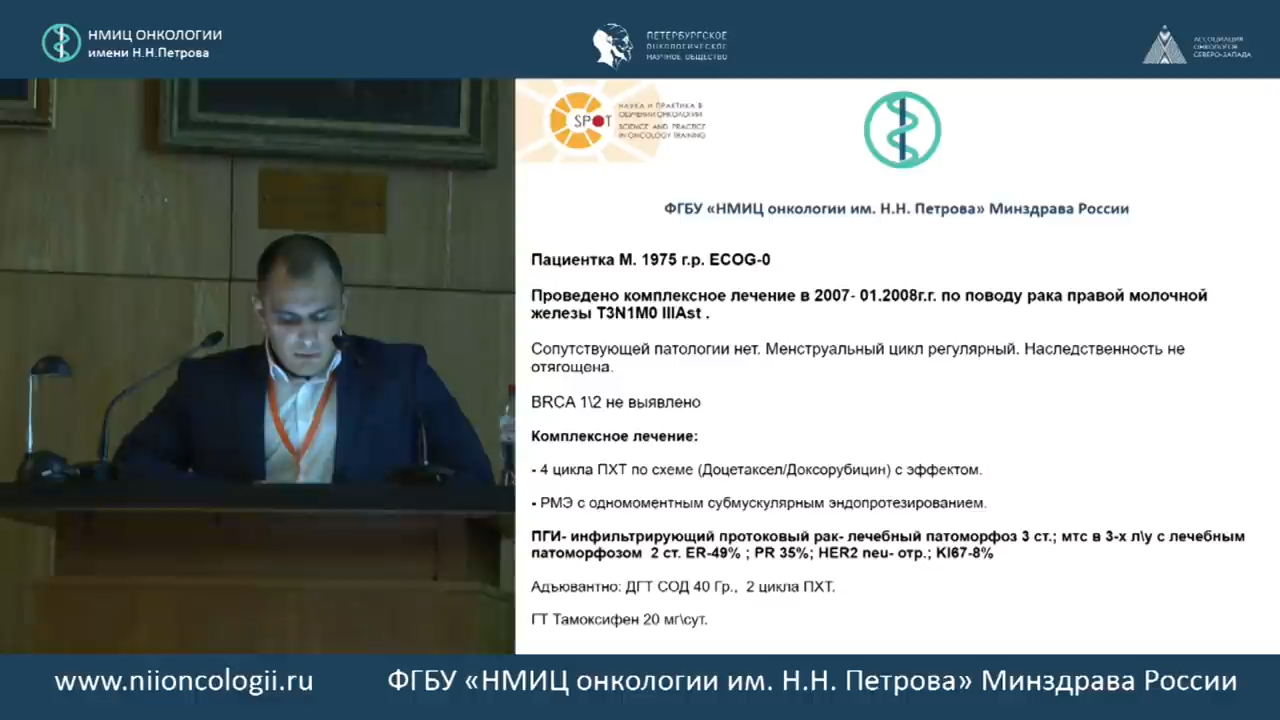 НМИЦ ОНКОЛОГИИ
имени Н.Н.Петрова
ПЕТЕРБУРГСКОЕ
ОНКОЛОГИЧЕСКОЕ
НАУЧНОЕ ОБЩЕСТВО
АССОЦИАЦИЯ
ОНКОЛОГОВ
СЕВЕРО-ЗАПАДА
SPOT
НАУКА И ПРАКТИКА В
ОБУЧЕНИИ ОНКОЛОГИИ
SCIENCE AND PRACTICE
IN ONCOLOGY TRAINING
ФГБУ «НМИЦ онкологии им. Н.Н. Петрова» Минздрава России
Пациентка М. 1975 г.р. ECOG-0
Проведено комплексное лечение в 2007- 01.2008г.г. по поводу рака правой молочной
железы T3N1M0 IIIAst .
Сопутствующей патологии нет. Менструальный цикл регулярный. Наследственность не
отягощена.
BRCA 1\2 не выявлено
Комплексное лечение:
- 4 цикла ПХТ по схеме (Доцетаксел/Доксорубицин) с эффектом.
- РМЭ с одномоментным субмускулярным эндопротезированием.
ПГИ- инфильтрирующий протоковый рак- лечебный патоморфоз 3 ст.; мтс в 3-х л\у с лечебным
патоморфозом 2 ст. ER-49% ; PR 35%; HER2 neu- отр.; KI67-8%
Адъювантно: ДГТ СОД 40 Гр., 2 цикла ПХТ.
ГТ Тамоксифен 20 мг\сут.
www.niioncologii.ru
ФГБУ «НМИЦ онкологии им. Н.Н. Петрова» Минздрава России